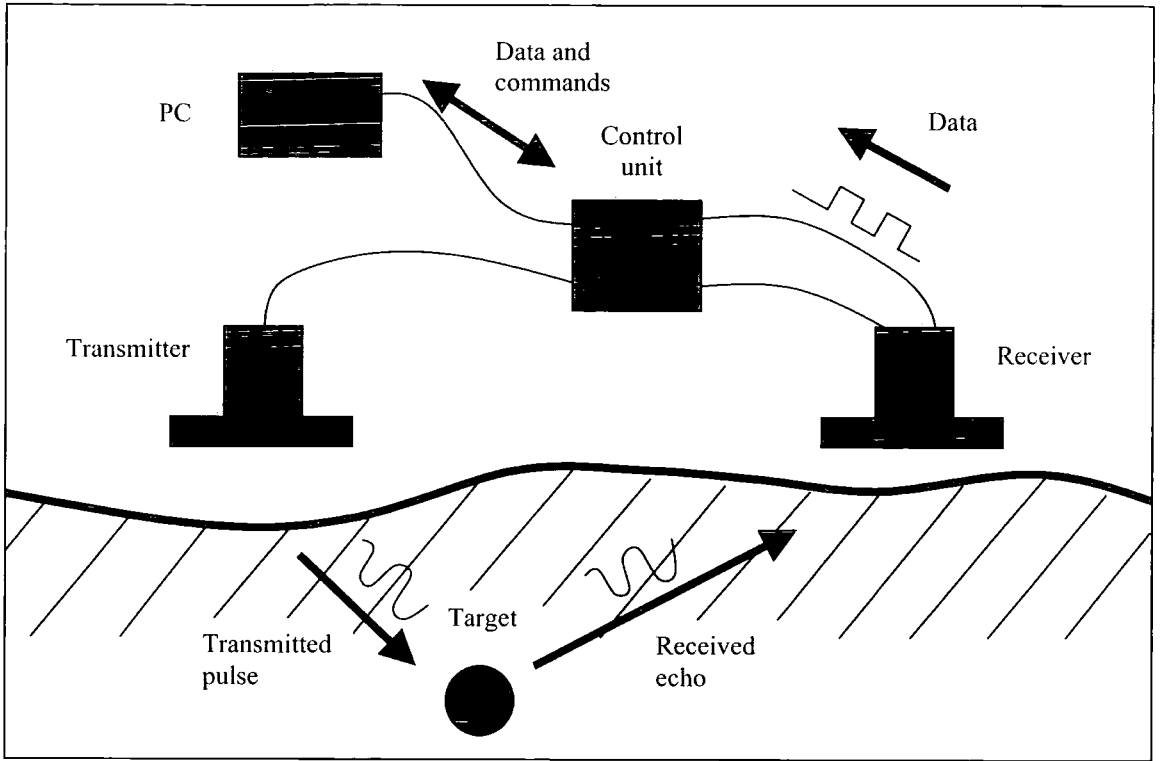 Data and
commands
PC
Data
Control
unit
Transmitter
Receiver
Target
Transmitted
pulse
Received
echo